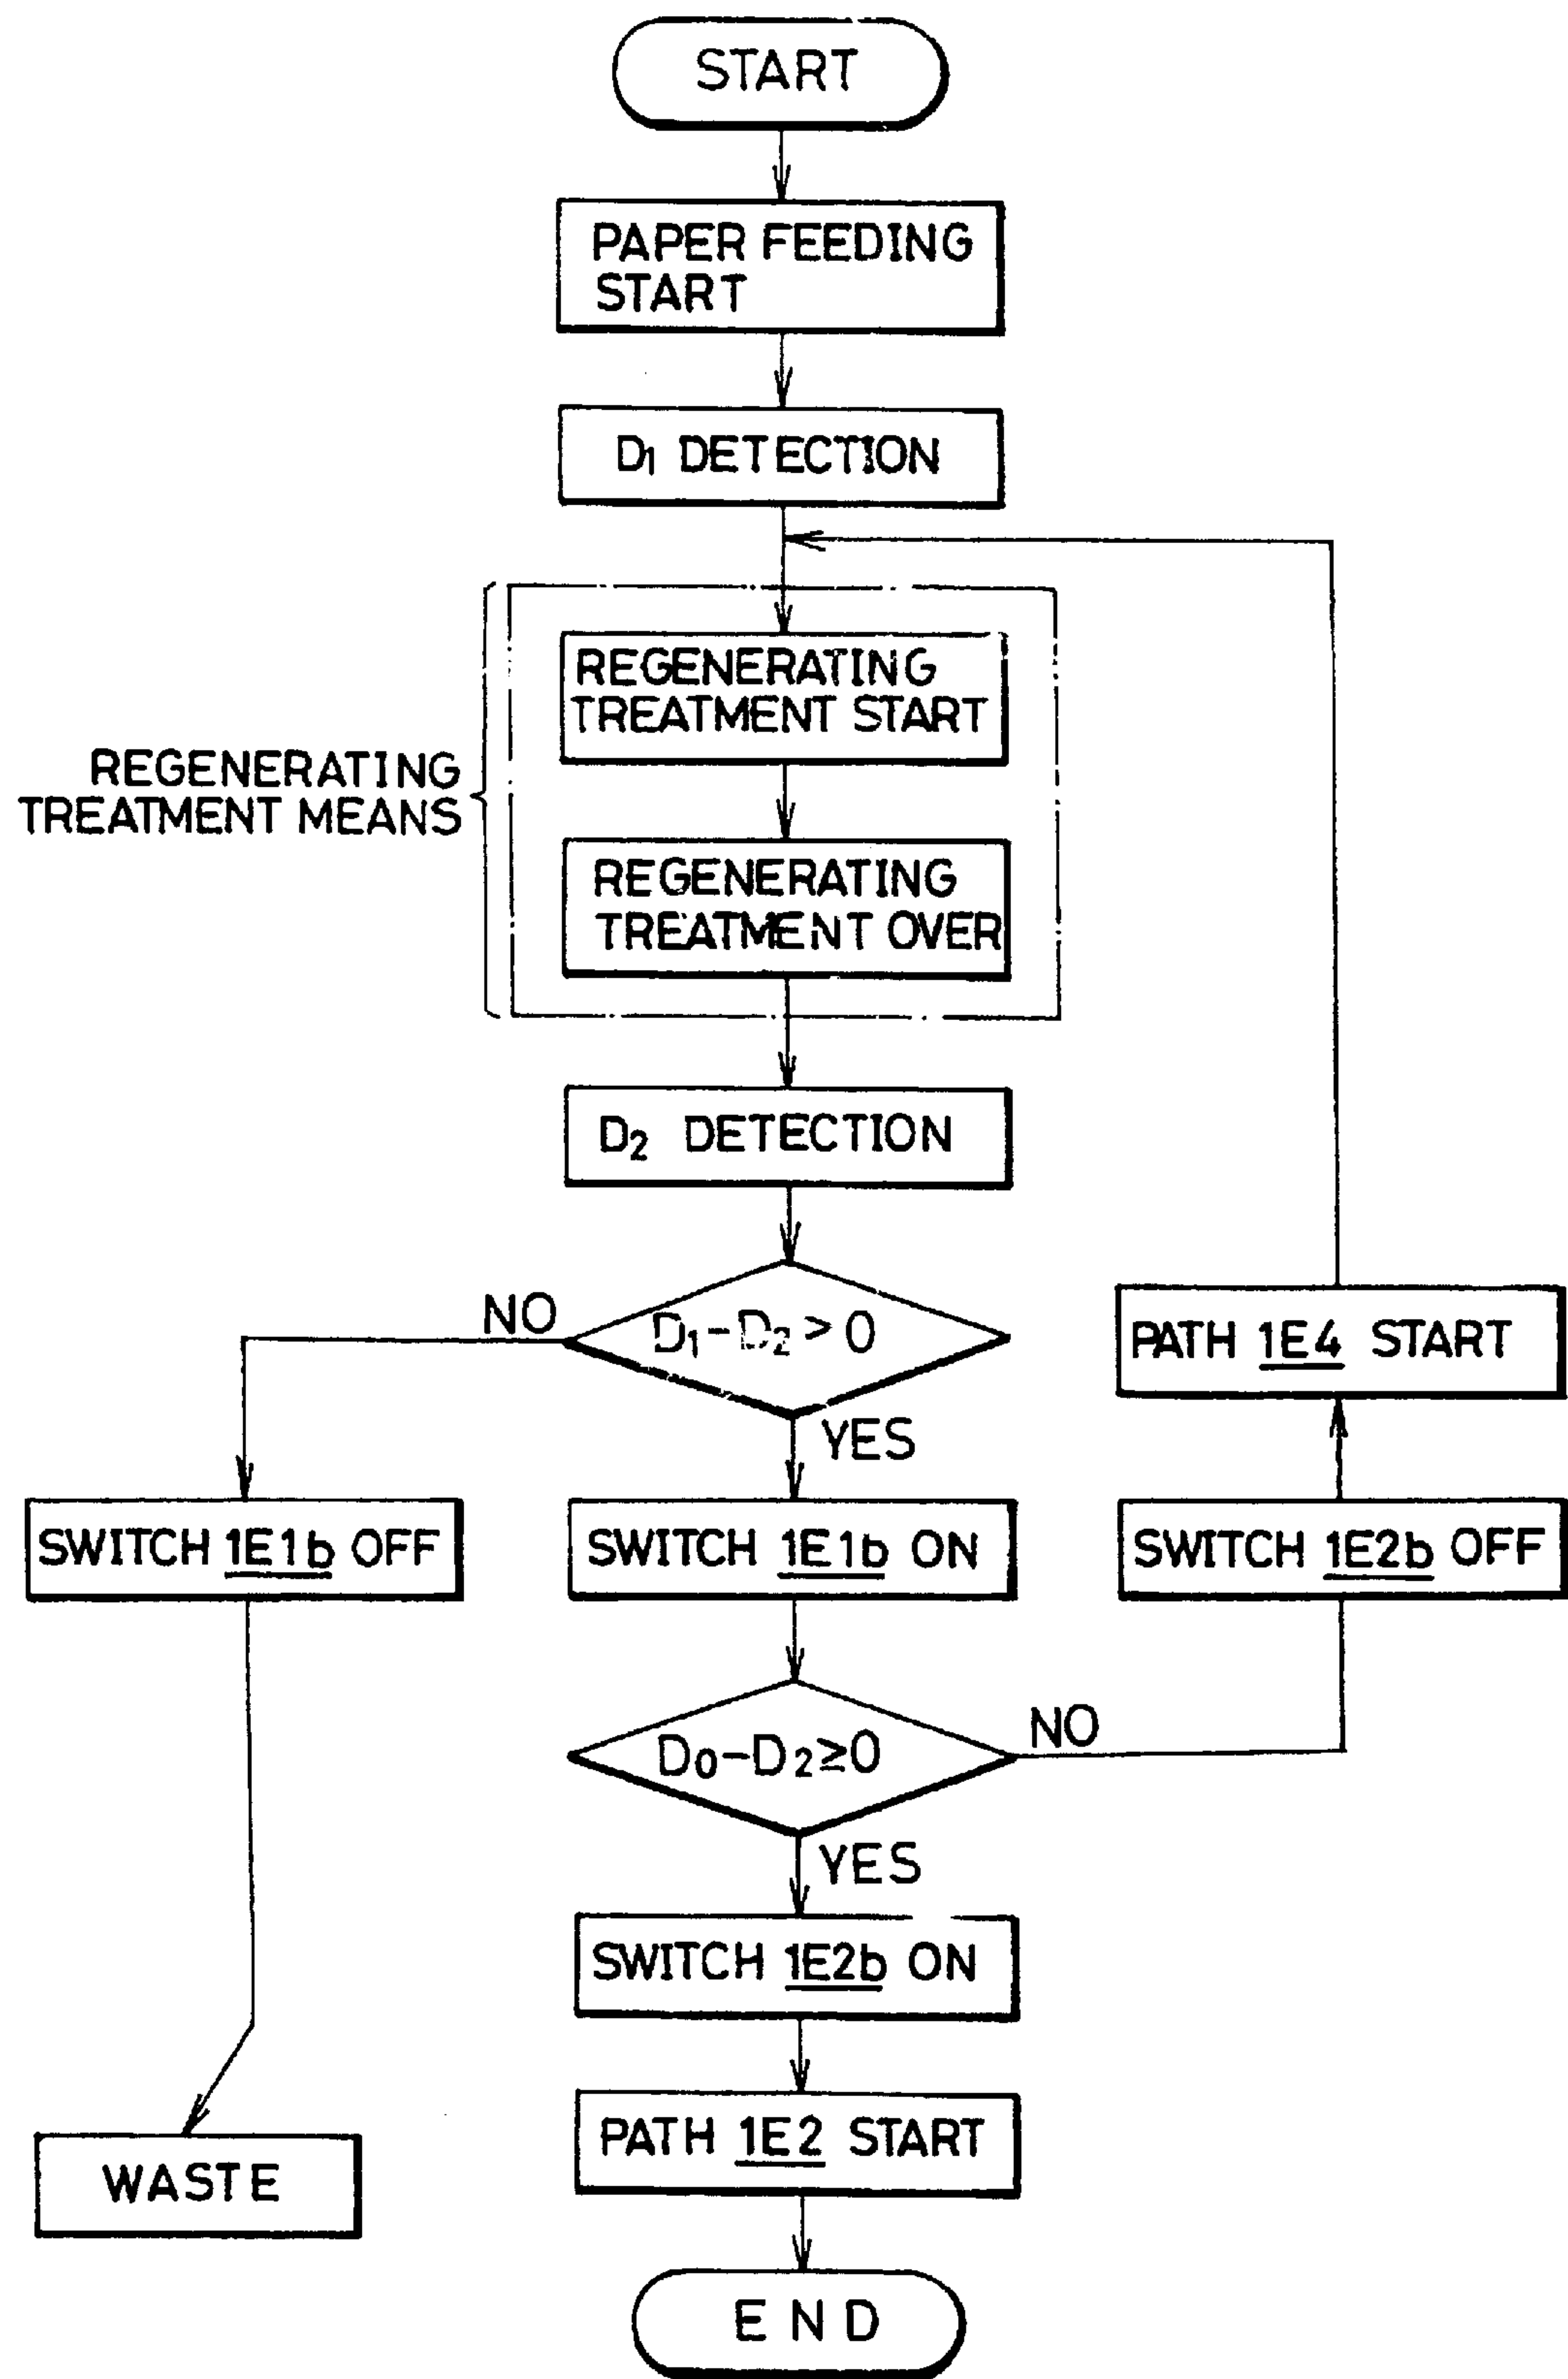 START
PAPER FEEDING
START
D₁ DETECTION
REGENERATING
TREATMENT START
REGENERATING
TREATMENT MEANS
REGENERATING
TREATMENT OVER
D₂ DETECTION
NO
D₁-D₂ > 0
YES
PATH 1E4 START
SWITCH 1E1b OFF
SWITCH 1E1b ON
SWITCH 1E2b OFF
D₀-D₂≥0
NO
YES
SWITCH 1E2b ON
PATH 1E2 START
WASTE
END